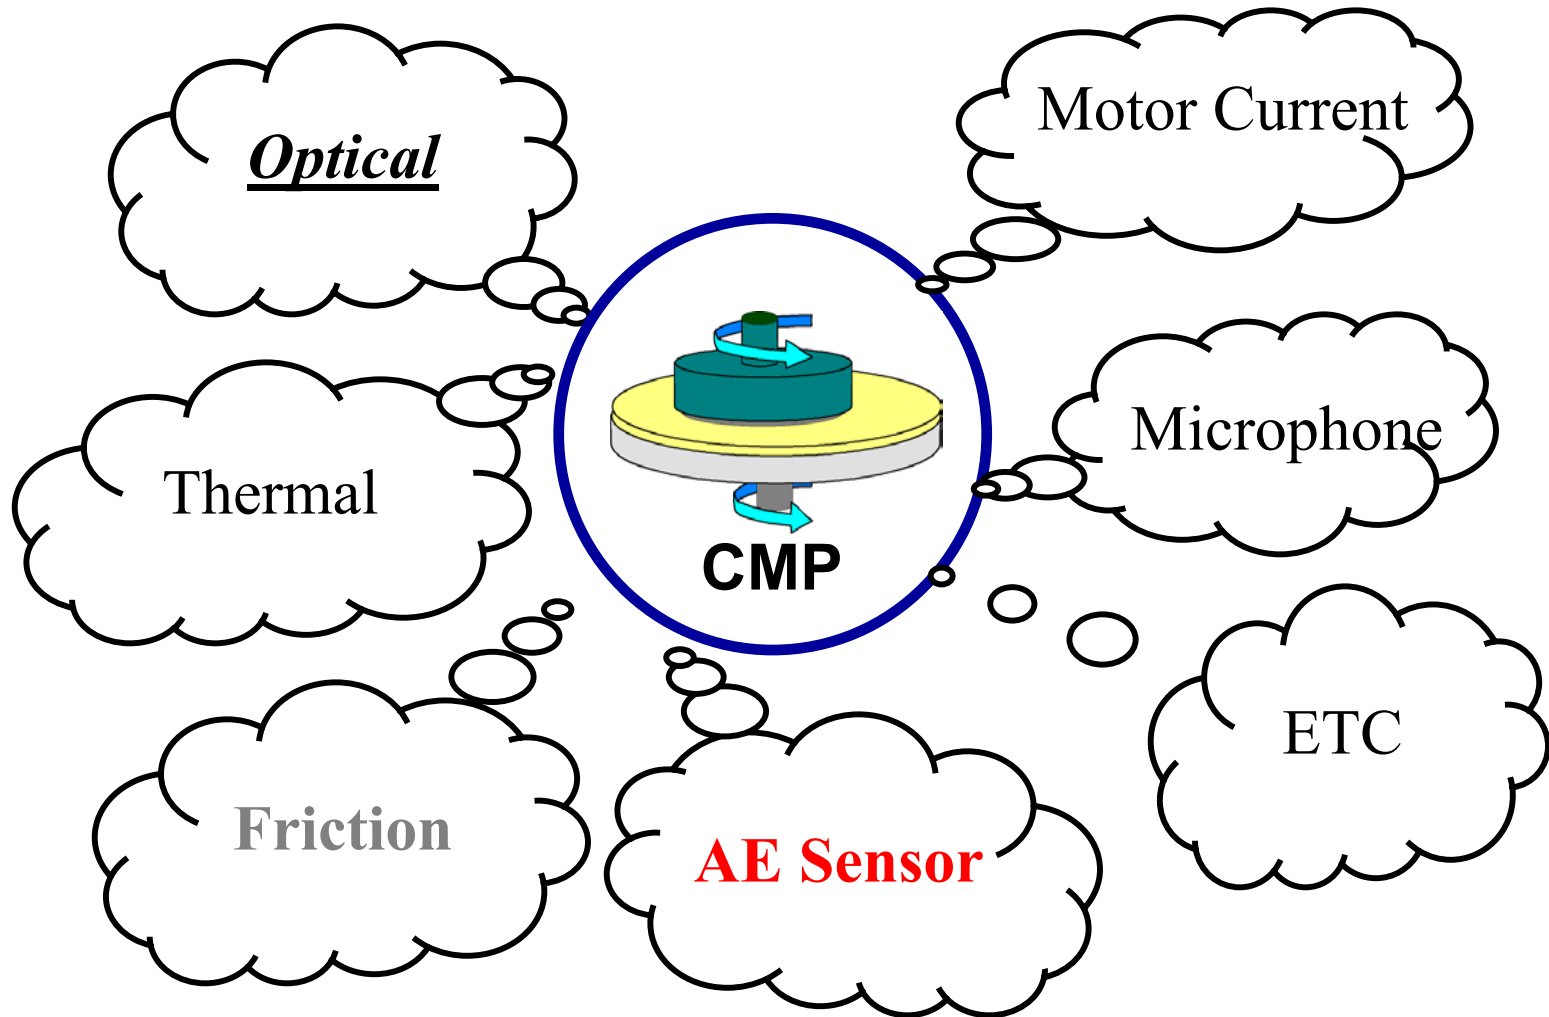 Optical
Motor Current
Thermal
Microphone
CMP
Friction
AE Sensor
ETC